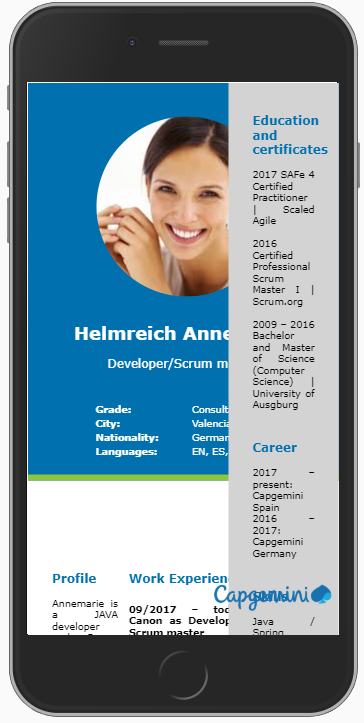 Helmreich Anne
Developer/Scrum m
Grade: Consult
City: Valencia
Nationality: German
Languages: EN, ES,
Profile
Annemarie is
a JAVA
developer
Work Experienc
09/2017 – tod
Canon as Develop
Scrum master
Education
and
certificates
2017 SAFe 4
Certified
Practitioner
| Scaled
Agile
2016
Certified
Professional
Scrum
Master I |
Scrum.org
2009 – 2016
Bachelor
and Master
of Science
(Computer
Science) |
University of
Ausgburg
Career
2017 –
present:
Capgemini
Spain
2016 –
2017:
Capgemini
Germany
Capgemini
Java /
Spring